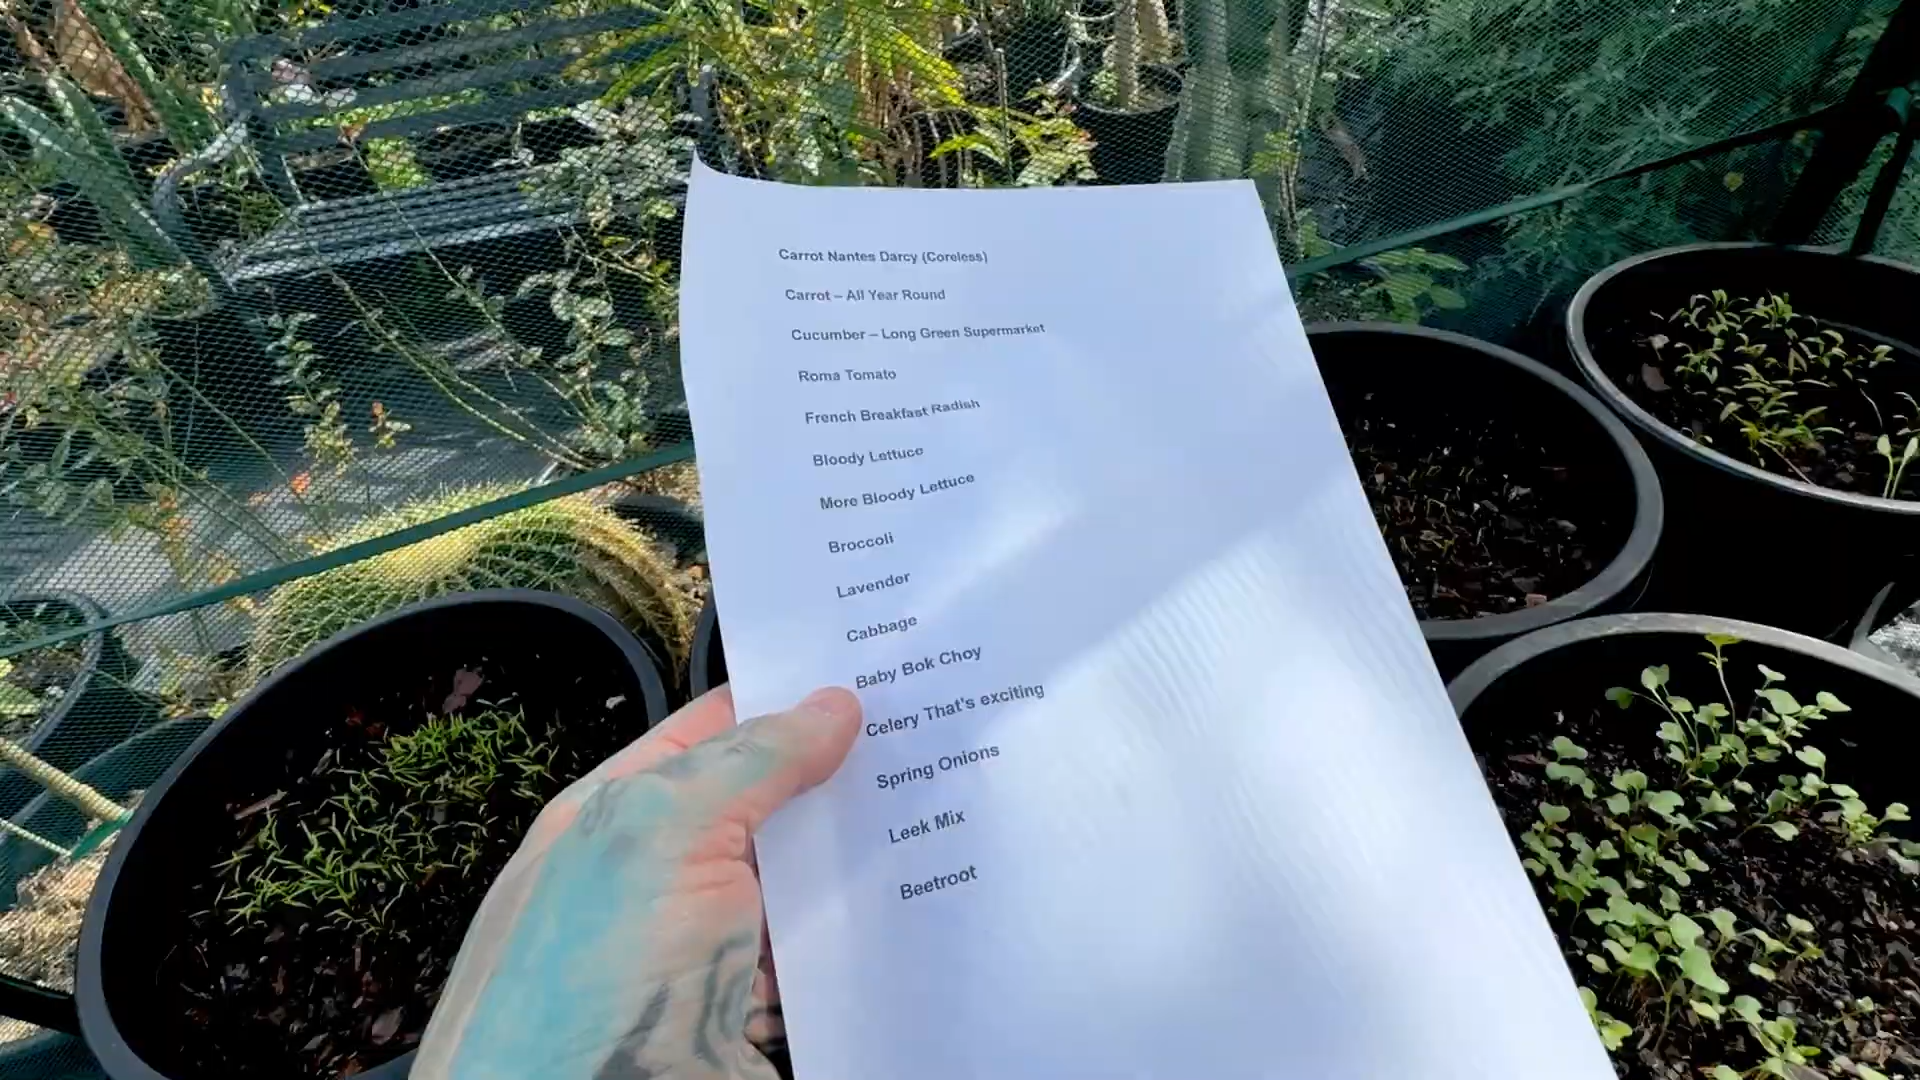 Carrot Nantes Darcy (Coreless)
Carrot – All Year Round
Cucumber – Long Green Supermarket
Roma Tomato
French Breakfast Radish
Bloody Lettuce
More Bloody Lettuce
Broccoli
Lavender
Cabbage
Baby Bok Choy
Celery That's exciting
Spring Onions
Leek Mix
Beetroot